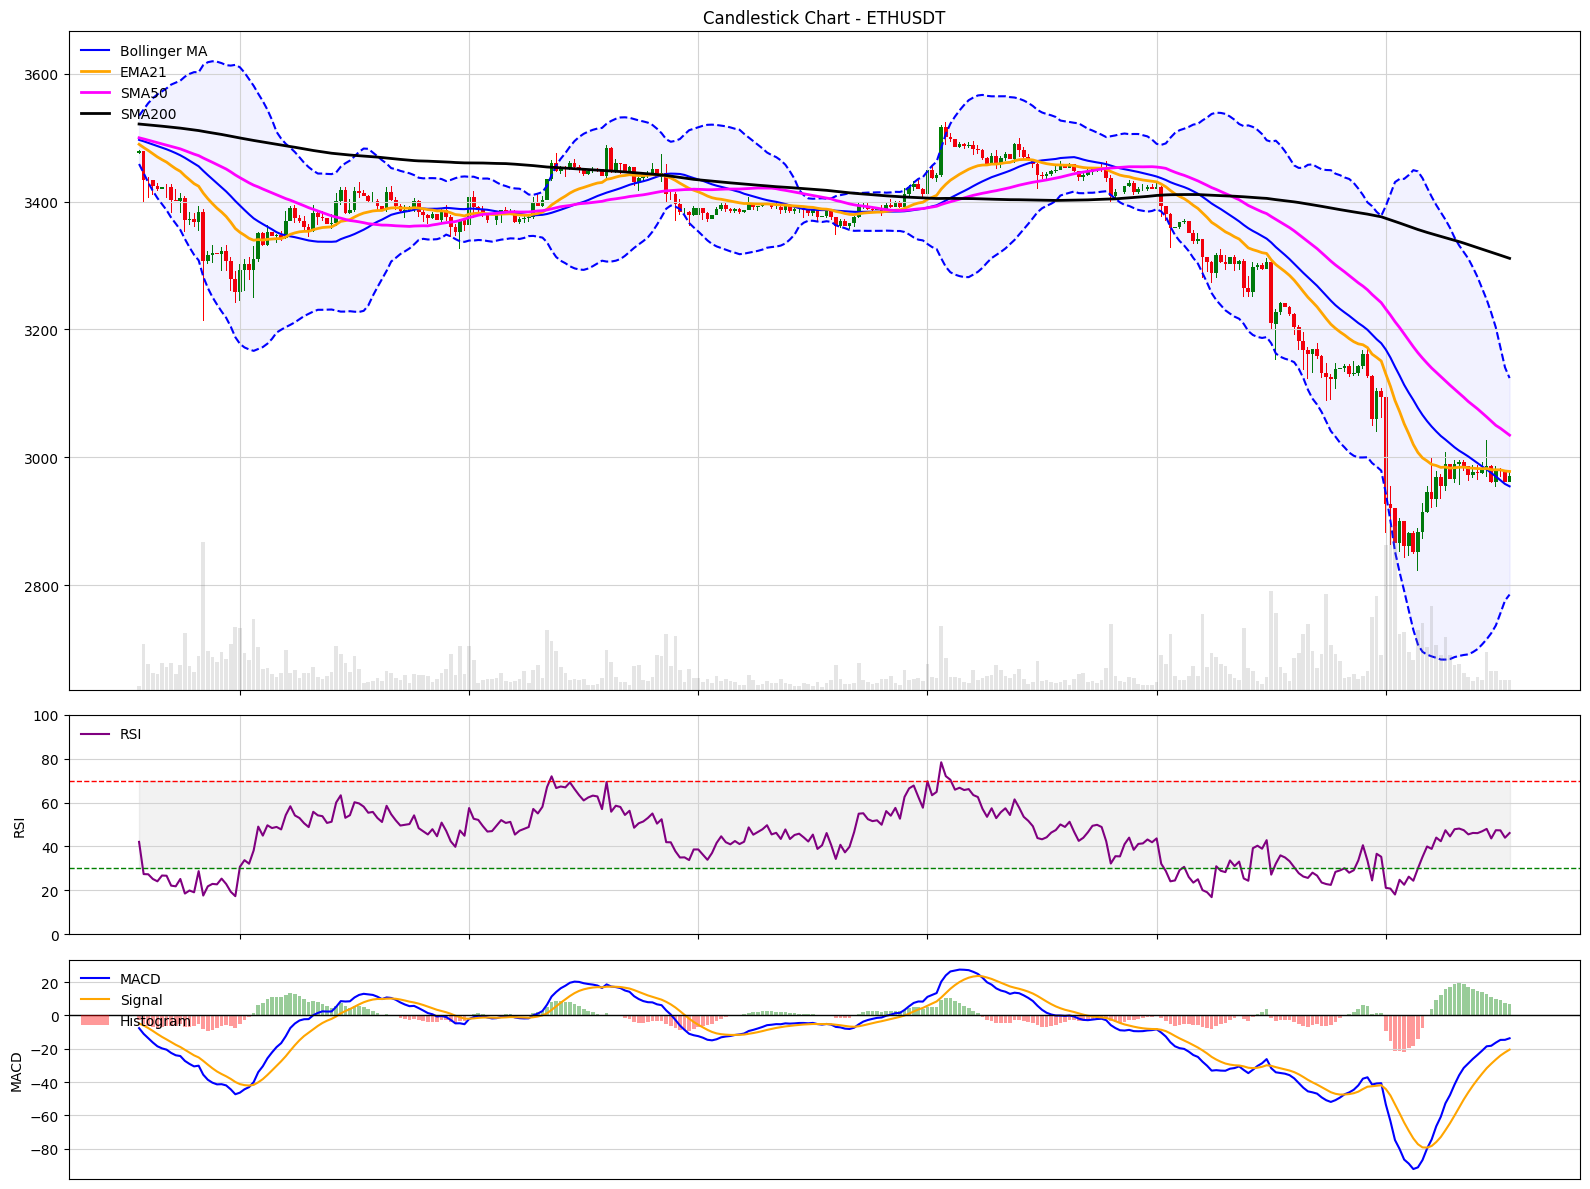 Candlestick Chart - ETHUSDT
Bollinger MA
EMA21
SMA50
SMA200
3600
3400
3200
3000
2800
RSI
RSI
100
80
60
40
20
0
MACD
Signal
Histogram
MACD
20
0
−20
−40
−60
−80